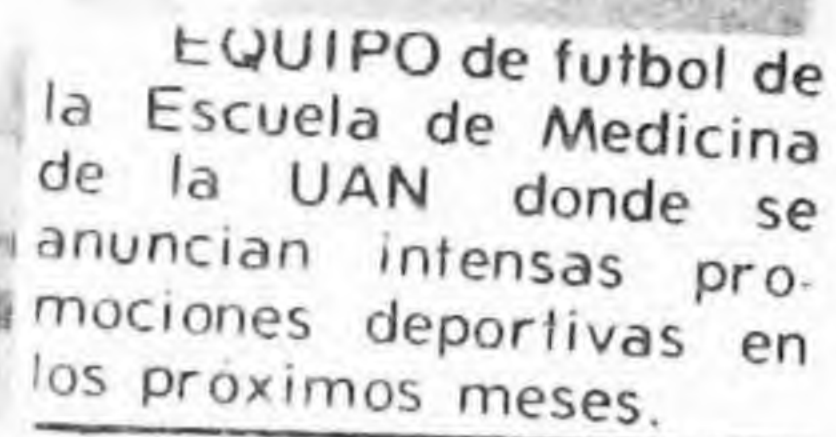 EQUIPO de futbol de
la Escuela de Medicina
de la UAN donde se
anuncian intensas pro-
mociones deportivas en
los próximos meses.